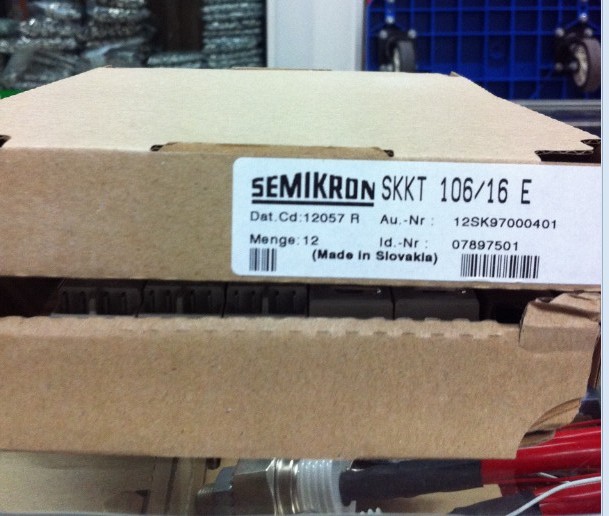 SEMIKRON SKKT 106/16 E
Dat.Cd:12057 R Au.-Nr : 12SK97000401
Menge:12 Id.-Nr : 07897501
(Made in Slovakia)